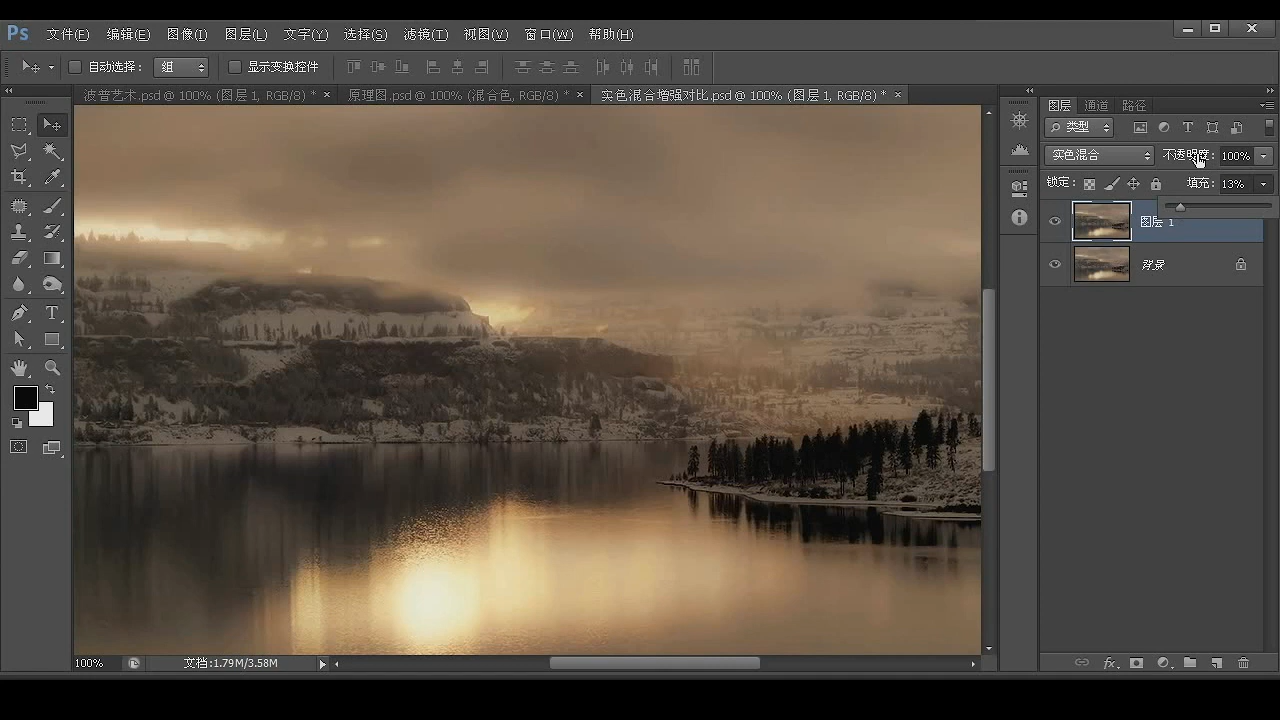 Ps 文件(F) 编辑(E) 图像(I) 图层(L) 文字(Y) 选择(S) 滤镜(T) 视图(V) 窗口(W) 帮助(H)
自动选择： 组 显示变换控件
波普艺术.psd @ 100% (图层 1, RGB/8) * × 原理图.psd @ 100% (混合色, RGB/8) * × 实色混合增强对比.psd @ 100% (图层 1, RGB/8) * ×
图层 通道 路径
类型
实色混合 不透明度: 100%
锁定: 填充: 13%
图层 1
背景
100% 文档:1.79M/3.58M